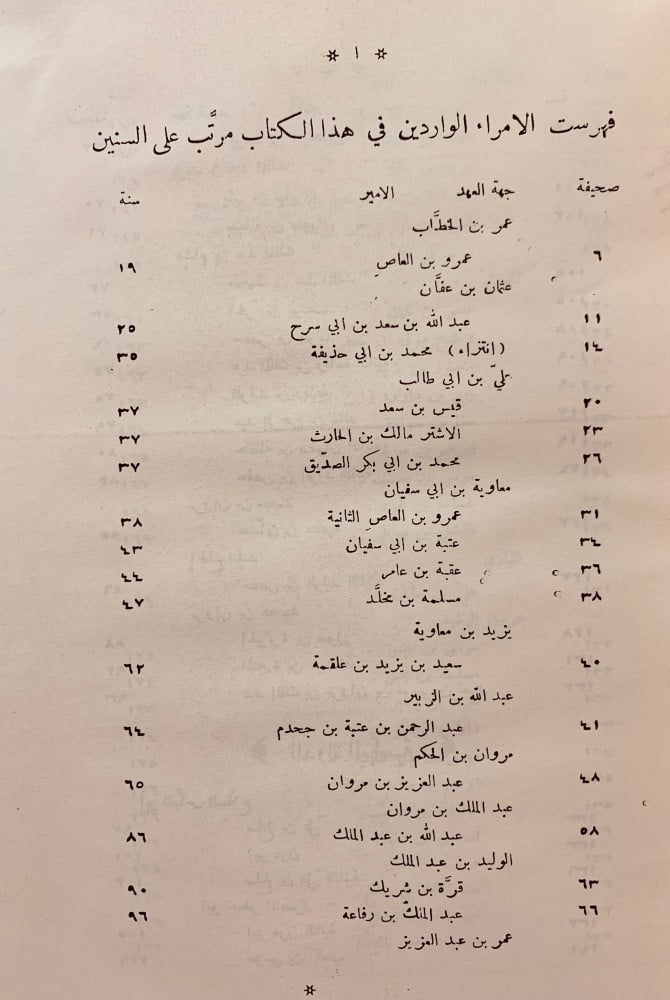 * ١ *
فهرست الامراء الواردين في هذا الكتاب مرتَّب على السنين
صحيفة جهة العهد الامير سنة
عمر بن الخطَّاب
٦ عمرو بن العاصِ ١٩
عثمان بن عفَّان
١١ عبد الله بن سعد بن ابي سرح ٢٥
١٤ (انتزاء) محمد بن ابي حذيفة ٣٥
عليّ بن ابي طالب
٢٠ قيس بن سعد ٣٧
٢٣ الاشتر مالك بن الحارث ٣٧
٢٦ محمد بن ابي بكر الصدّيق ٣٧
معاوية بن ابي سفيان
٣١ عمرو بن العاصِ الثانية ٣٨
٣٤ عتبة بن ابي سفيان ٤٣
٣٦ عقبة بن عامر ٤٤
٣٨ مسلمة بن مخلَّد ٤٧
يزيد بن معاوية
٤٠ سعيد بن يزيد بن علقمة ٦٢
عبد الله بن الزبير
٤١ عبد الرحمن بن عتبة بن جحدم ٦٤
مروان بن الحكم
٤٨ عبد العزيز بن مروان ٦٥
عبد الملك بن مروان
٥٨ عبد الله بن عبد الملك ٨٦
الوليد بن عبد الملك
٦٣ قرَّة بن شريك ٩٠
٦٦ عبد الملك بن رفاعة ٩٦
عمر بن عبد العزيز
*